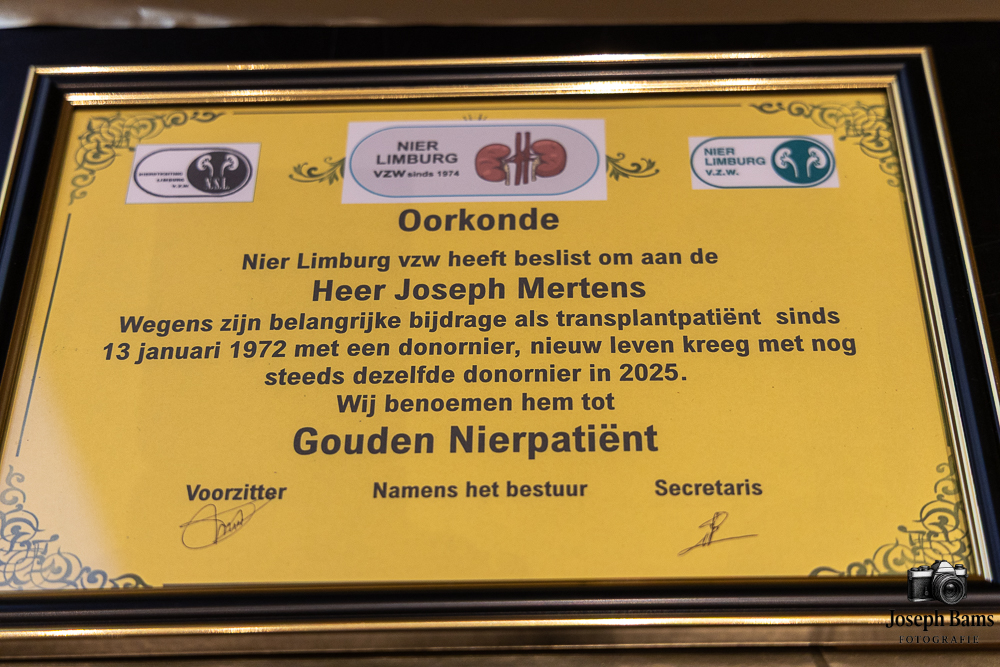 KUNSTNIERTJE
LIMBURG
V.Z.W
N.S.L
NIER
LIMBURG
VZW sinds 1974
NIER
LIMBURG
V.Z.W.
Oorkonde
Nier Limburg vzw heeft beslist om aan de
Heer Joseph Mertens
Wegens zijn belangrijke bijdrage als transplantpatiënt sinds
13 januari 1972 met een donornier, nieuw leven kreeg met nog
steeds dezelfde donornier in 2025.
Wij benoemen hem tot
Gouden Nierpatiënt
Voorzitter Namens het bestuur Secretaris
Joseph Bams
FOTOGRAFIE